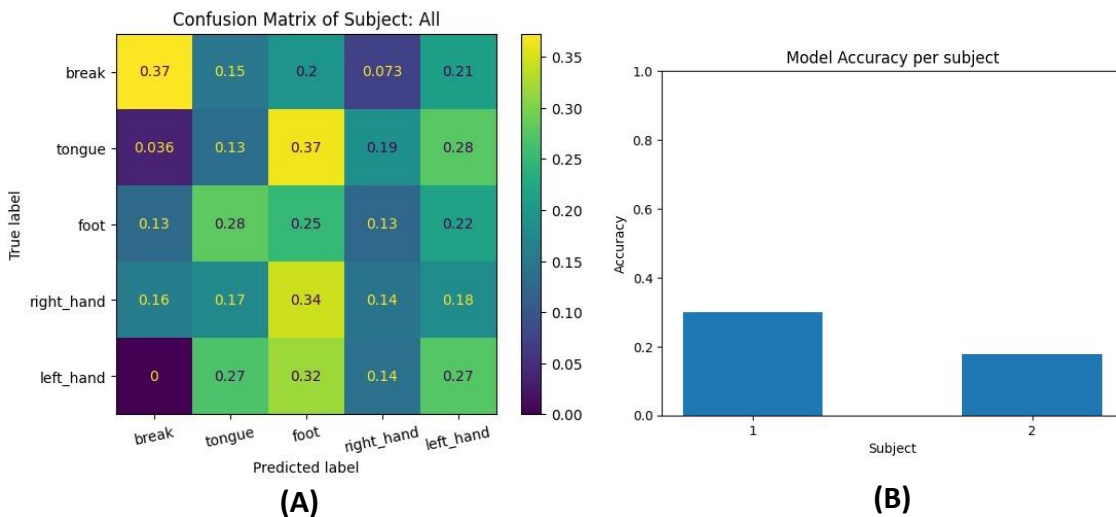 Confusion Matrix of Subject: All
True label
break 0.37 0.15 0.2 0.073 0.21
tongue 0.036 0.13 0.37 0.19 0.28
foot 0.13 0.28 0.25 0.13 0.22
right_hand 0.16 0.17 0.34 0.14 0.18
left_hand 0 0.27 0.32 0.14 0.27
break tongue foot right_hand left_hand
Predicted label
0.35
0.30
0.25
0.20
0.15
0.10
0.05
0.00
(A)
Model Accuracy per subject
Accuracy
1.0
0.8
0.6
0.4
0.2
0.0
1 2
Subject
(B)